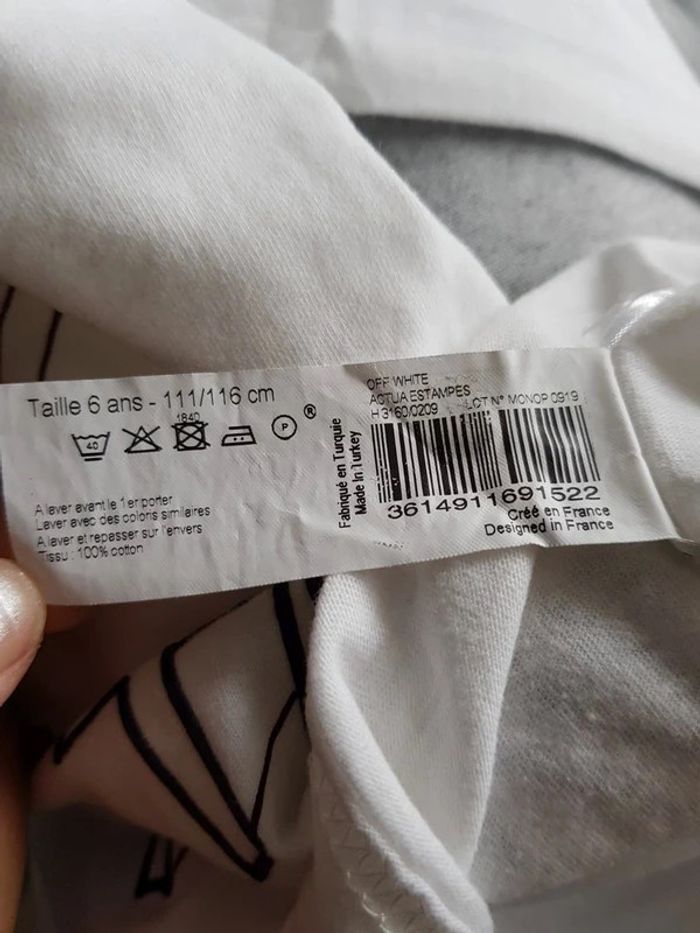 Taille 6 ans - 111/116 cm
1840
40
P
®
A laver avant le 1er porter
Laver avec des coloris similaires
A laver et repasser sur l'envers
Tissu : 100% cotton
Fabriqué en Turquie
Made in Turkey
OFF WHITE
ACTUA ESTAMPES
H3160/0209 LOT N° MONOP 0919
3614911691522
Créé en France
Designed in France